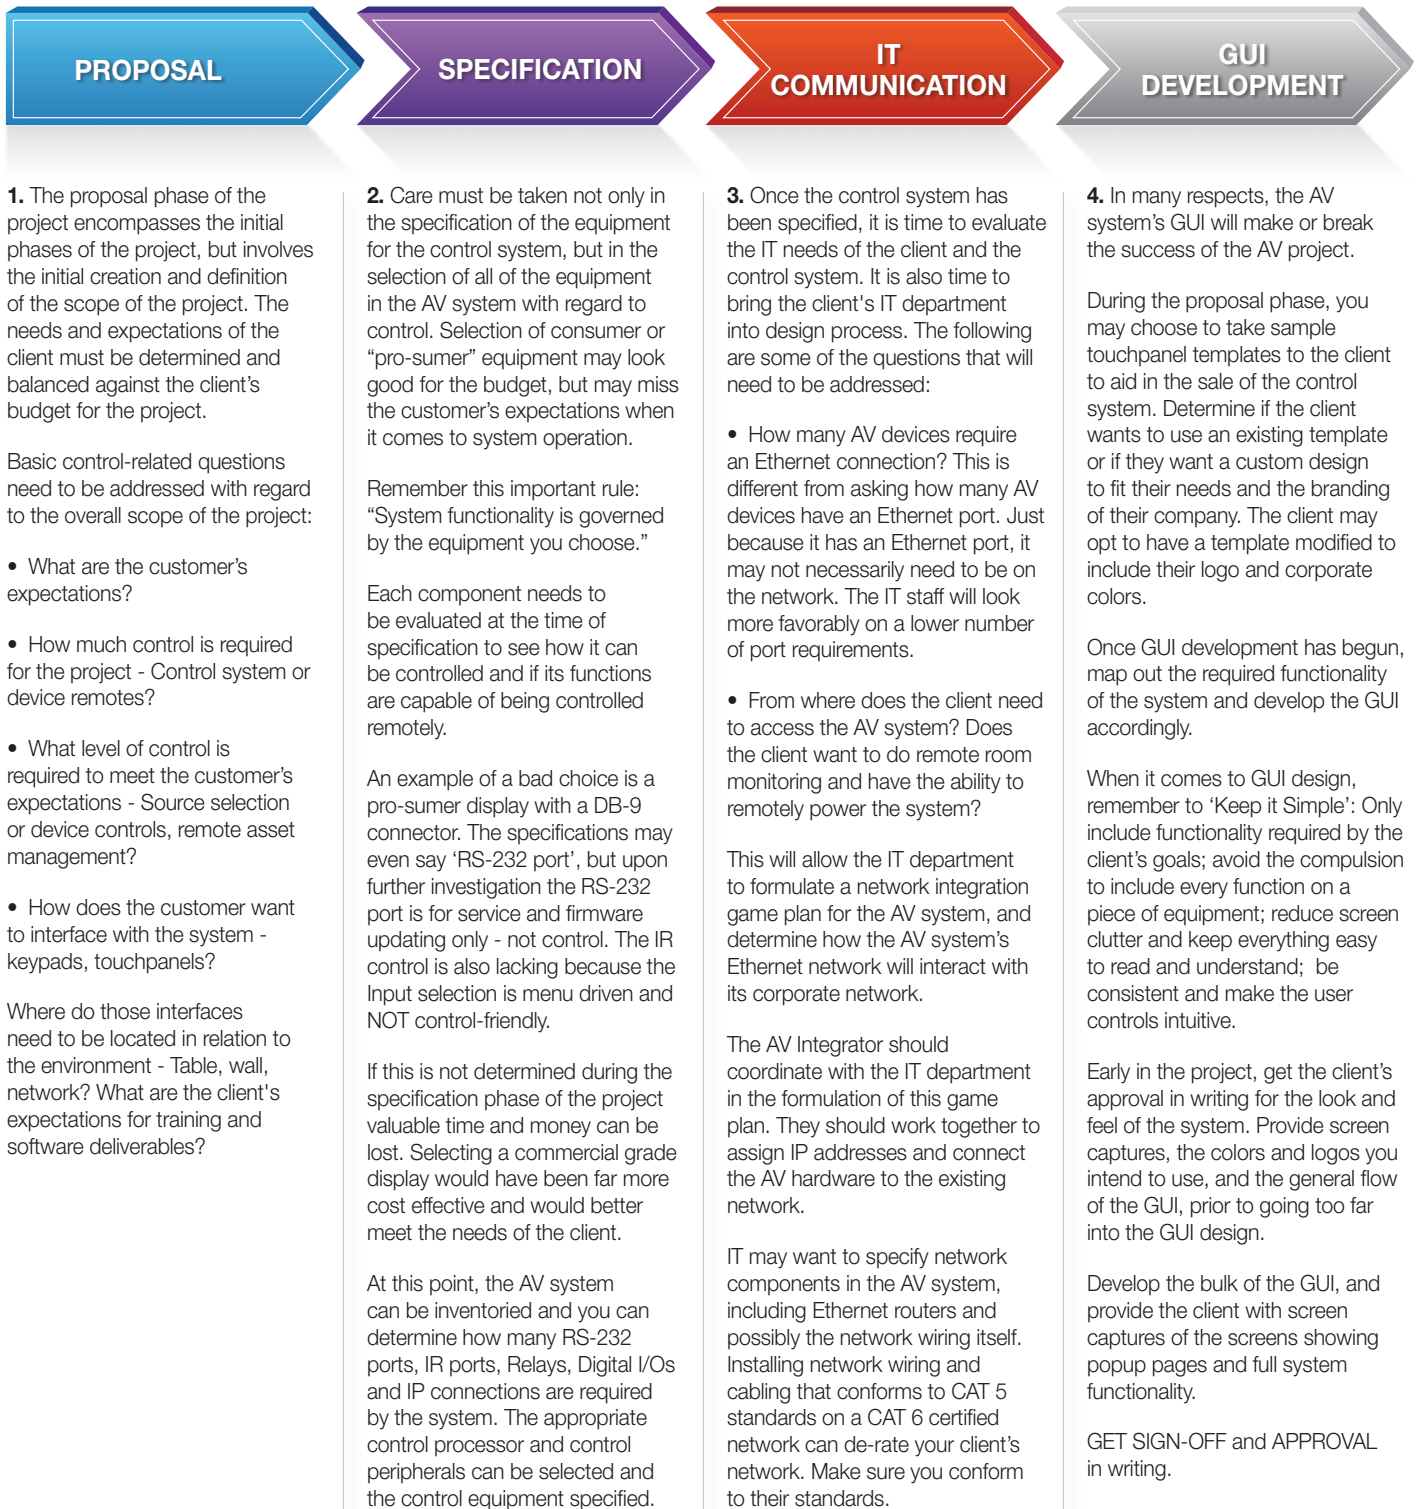 PROPOSAL
SPECIFICATION
IT
COMMUNICATION
GUI
DEVELOPMENT
1. The proposal phase of the
project encompasses the initial
phases of the project, but involves
the initial creation and definition
of the scope of the project. The
needs and expectations of the
client must be determined and
balanced against the client’s
budget for the project.
Basic control-related questions
need to be addressed with regard
to the overall scope of the project:
• What are the customer’s
expectations?
• How much control is required
for the project - Control system or
device remotes?
• What level of control is
required to meet the customer’s
expectations - Source selection
or device controls, remote asset
management?
• How does the customer want
to interface with the system -
keypads, touchpanels?
Where do those interfaces
need to be located in relation to
the environment - Table, wall,
network? What are the client's
expectations for training and
software deliverables?
2. Care must be taken not only in
the specification of the equipment
for the control system, but in the
selection of all of the equipment
in the AV system with regard to
control. Selection of consumer or
“pro-sumer” equipment may look
good for the budget, but may miss
the customer’s expectations when
it comes to system operation.
Remember this important rule:
“System functionality is governed
by the equipment you choose.”
Each component needs to
be evaluated at the time of
specification to see how it can
be controlled and if its functions
are capable of being controlled
remotely.
An example of a bad choice is a
pro-sumer display with a DB-9
connector. The specifications may
even say ‘RS-232 port’, but upon
further investigation the RS-232
port is for service and firmware
updating only - not control. The IR
control is also lacking because the
Input selection is menu driven and
NOT control-friendly.
If this is not determined during the
specification phase of the project
valuable time and money can be
lost. Selecting a commercial grade
display would have been far more
cost effective and would better
meet the needs of the client.
At this point, the AV system
can be inventoried and you can
determine how many RS-232
ports, IR ports, Relays, Digital I/Os
and IP connections are required
by the system. The appropriate
control processor and control
peripherals can be selected and
the control equipment specified.
3. Once the control system has
been specified, it is time to evaluate
the IT needs of the client and the
control system. It is also time to
bring the client's IT department
into design process. The following
are some of the questions that will
need to be addressed:
• How many AV devices require
an Ethernet connection? This is
different from asking how many AV
devices have an Ethernet port. Just
because it has an Ethernet port, it
may not necessarily need to be on
the network. The IT staff will look
more favorably on a lower number
of port requirements.
• From where does the client need
to access the AV system? Does
the client want to do remote room
monitoring and have the ability to
remotely power the system?
This will allow the IT department
to formulate a network integration
game plan for the AV system, and
determine how the AV system’s
Ethernet network will interact with
its corporate network.
The AV Integrator should
coordinate with the IT department
in the formulation of this game
plan. They should work together to
assign IP addresses and connect
the AV hardware to the existing
network.
IT may want to specify network
components in the AV system,
including Ethernet routers and
possibly the network wiring itself.
Installing network wiring and
cabling that conforms to CAT 5
standards on a CAT 6 certified
network can de-rate your client’s
network. Make sure you conform
to their standards.
4. In many respects, the AV
system’s GUI will make or break
the success of the AV project.
During the proposal phase, you
may choose to take sample
touchpanel templates to the client
to aid in the sale of the control
system. Determine if the client
wants to use an existing template
or if they want a custom design
to fit their needs and the branding
of their company. The client may
opt to have a template modified to
include their logo and corporate
colors.
Once GUI development has begun,
map out the required functionality
of the system and develop the GUI
accordingly.
When it comes to GUI design,
remember to ‘Keep it Simple’: Only
include functionality required by the
client’s goals; avoid the compulsion
to include every function on a
piece of equipment; reduce screen
clutter and keep everything easy
to read and understand; be
consistent and make the user
controls intuitive.
Early in the project, get the client’s
approval in writing for the look and
feel of the system. Provide screen
captures, the colors and logos you
intend to use, and the general flow
of the GUI, prior to going too far
into the GUI design.
Develop the bulk of the GUI, and
provide the client with screen
captures of the screens showing
popup pages and full system
functionality.
GET SIGN-OFF and APPROVAL
in writing.